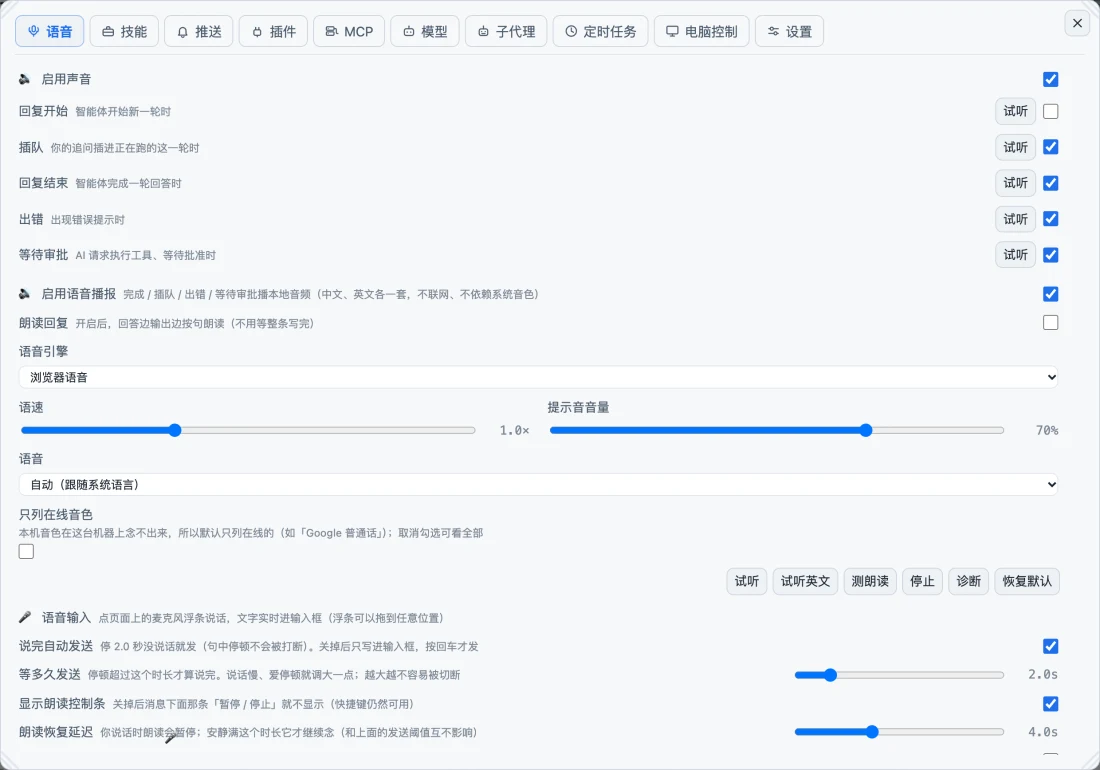 语音 技能 推送 插件 MCP 模型 子代理 定时任务 电脑控制 设置
启用声音
回复开始 智能体开始新一轮时 试听
插队 你的追问插进正在跑的这一轮时 试听
回复结束 智能体完成一轮回答时 试听
出错 出现错误提示时 试听
等待审批 AI 请求执行工具、等待批准时 试听
启用语音播报 完成 / 插队 / 出错 / 等待审批播本地音频（中文、英文各一套，不联网、不依赖系统音色）
朗读回复 开启后，回答边输出边按句朗读（不用等整条写完）
语音引擎
浏览器语音
语速 提示音音量
1.0× 70%
语音
自动（跟随系统语言）
只列在线音色
本机音色在这台机器上念不出来，所以默认只列在线的（如「Google 普通话」）；取消勾选可看全部
试听 试听英文 测朗读 停止 诊断 恢复默认
语音输入 点页面上的麦克风浮条说话，文字实时进输入框（浮条可以拖到任意位置）
说完自动发送 停 2.0 秒没说话就发（句中停顿不会被打断）。关掉后只写进输入框，按回车才发
等多久发送 停顿超过这个时长才算说完。说话慢、爱停顿就调大一点；越大越不容易被切断 2.0s
显示朗读控制条 关掉后消息下面那条「暂停 / 停止」就不显示（快捷键仍然可用）
朗读恢复延迟 你说话时朗读会暂停；安静满这个时长它才继续念（和上面的发送阈值互不影响） 4.0s